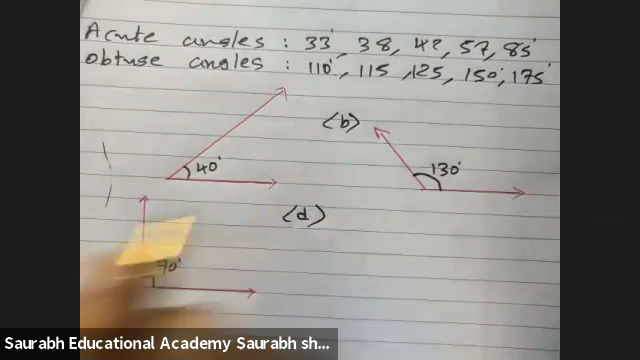 Acute angles : 33°, 38, 42, 57, 85°
Obtuse angles : 110°, 115, 125, 150°, 175°
(b)
40°
130°
(d)
90°
Saurabh Educational Academy Saurabh sh...